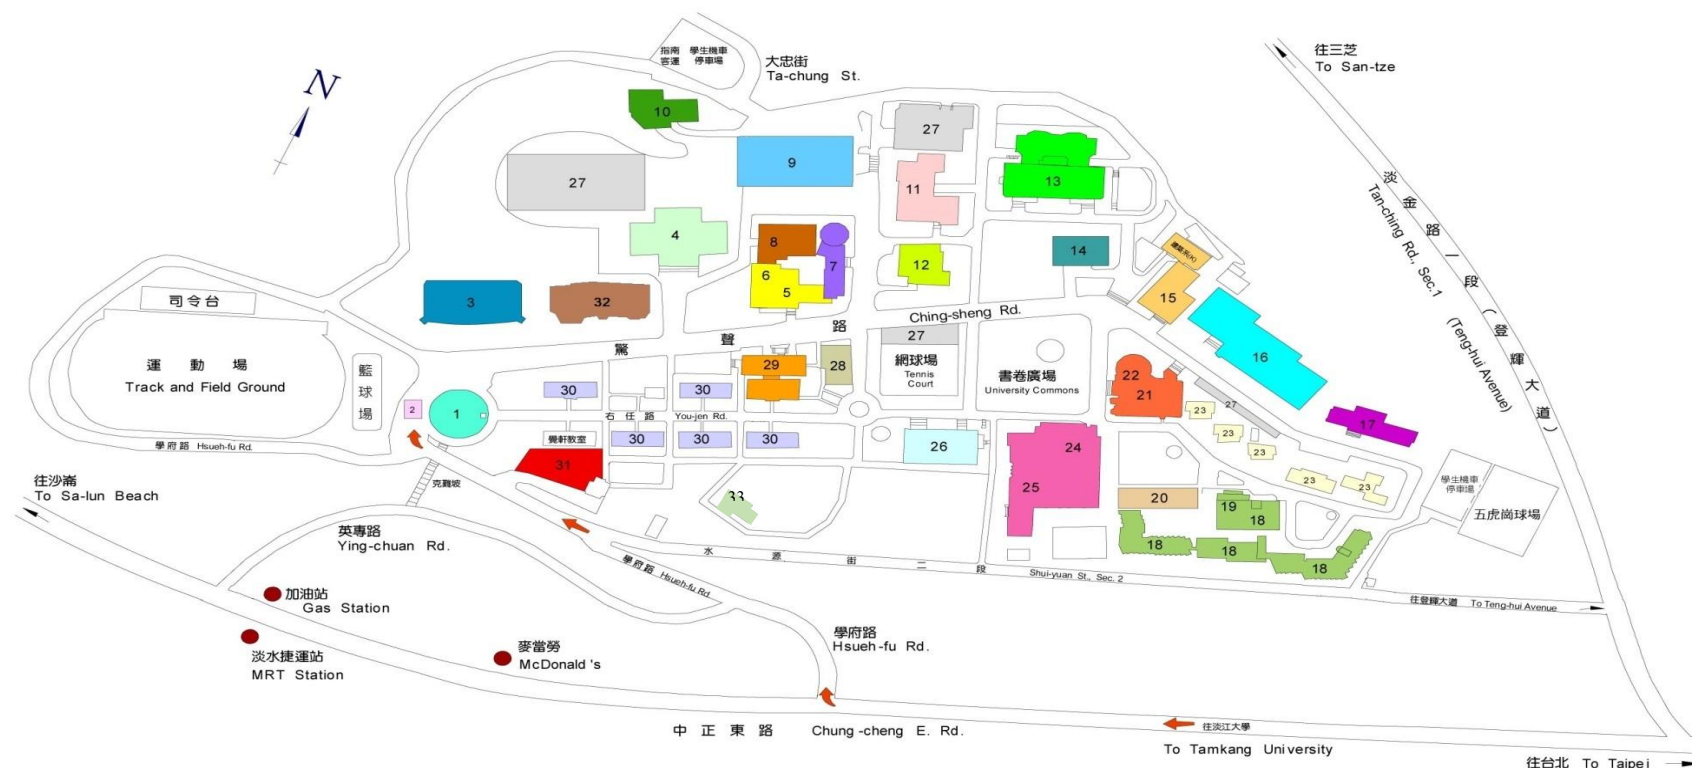 指南 學生機車
客運 停車場
大忠街
Ta-chung St.
往三芝
To San-tze
N
淡金路一段(登輝大道)
Tan-ching Rd., Sec.1 (Teng-hui Avenue)
10
27
9
27
11
13
4
8
7
6
5
12
14
建築系(K)
15
3
32
16
司令台
運動場
Track and Field Ground
籃球場
驚聲路
Ching-sheng Rd.
27
網球場
Tennis
Court
書卷廣場
University Commons
29
28
22
21
27
30
30
2
1
右任路 You-jen Rd.
23
23
23
23
23
17
覺軒教室
30
30
30
26
24
25
31
33
20
19
18
18
18
18
學生機車
停車場
五虎崗球場
學府路 Hsueh-fu Rd.
克難坡
往沙崙
To Sa-lun Beach
英專路
Ying-chuan Rd.
水源街二段 Shui-yuan St., Sec. 2
學府路 Hsueh-fu Rd.
往登輝大道 To Teng-hui Avenue
加油站
Gas Station
淡水捷運站
MRT Station
麥當勞
McDonald 's
學府路
Hsueh-fu Rd.
中正東路 Chung-cheng E. Rd.
往淡江大學
To Tamkang University
往台北 To Taipei